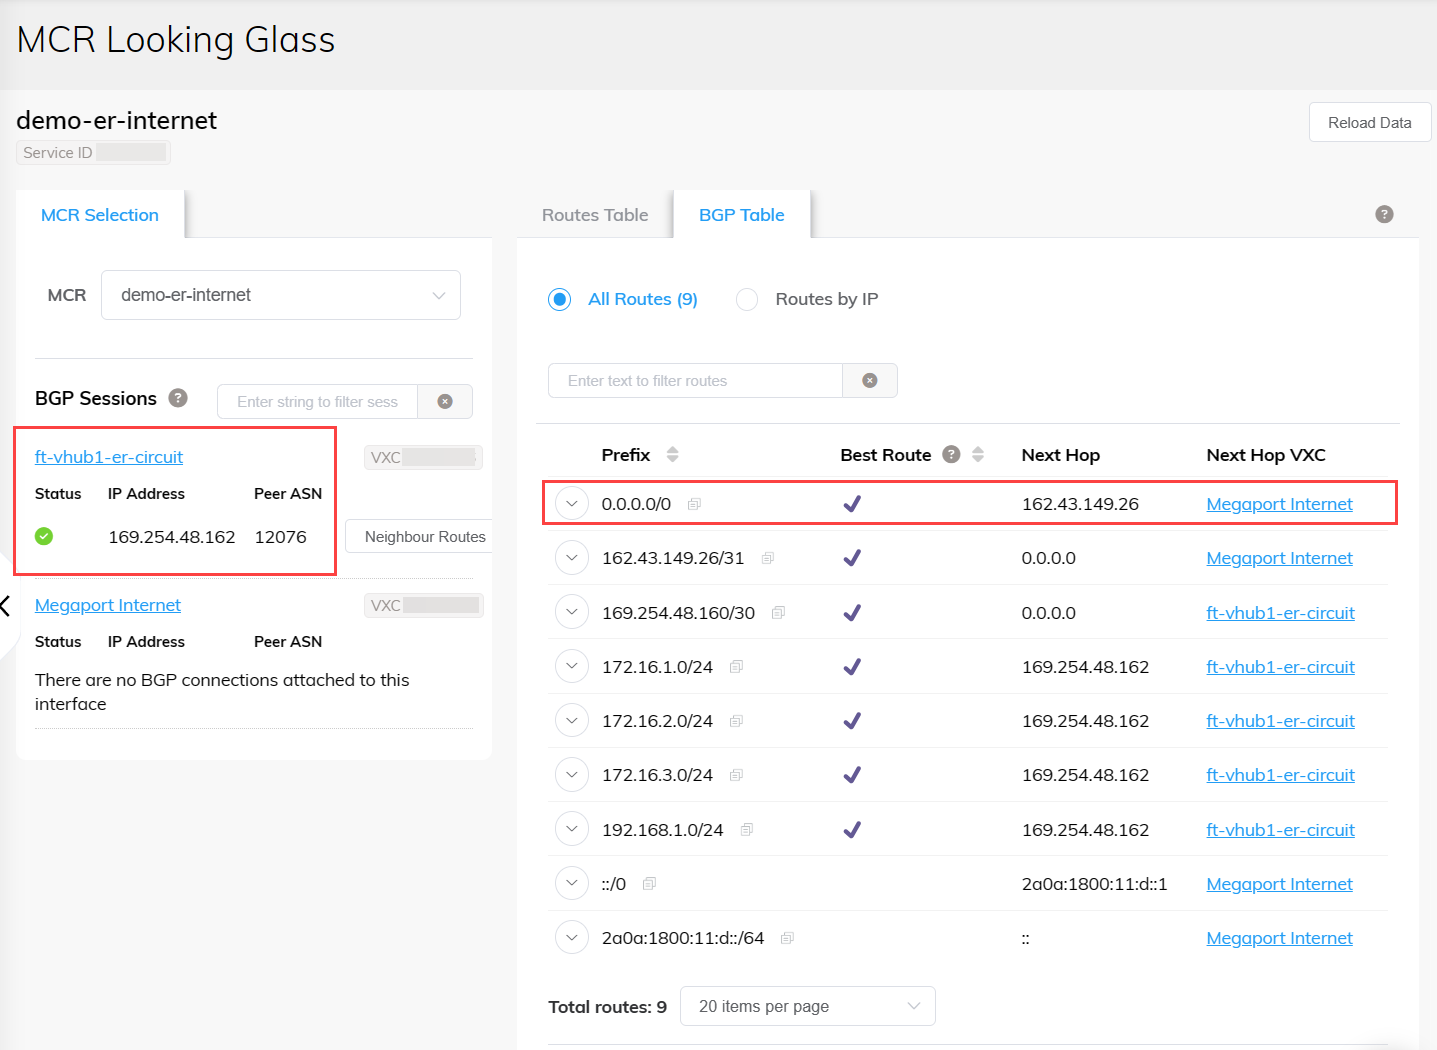 MCR Looking Glass
demo-er-internet
Reload Data
Service ID
MCR Selection
MCR demo-er-internet
BGP Sessions ? Enter string to filter sess
ft-vhub1-er-circuit VXC
Status IP Address Peer ASN
169.254.48.162 12076 Neighbour Routes
Megaport Internet VXC
Status IP Address Peer ASN
There are no BGP connections attached to this
interface
Routes Table BGP Table ?
All Routes (9) Routes by IP
Enter text to filter routes
Prefix Best Route ? Next Hop Next Hop VXC
0.0.0.0/0 162.43.149.26 Megaport Internet
162.43.149.26/31 0.0.0.0 Megaport Internet
169.254.48.160/30 0.0.0.0 ft-vhub1-er-circuit
172.16.1.0/24 169.254.48.162 ft-vhub1-er-circuit
172.16.2.0/24 169.254.48.162 ft-vhub1-er-circuit
172.16.3.0/24 169.254.48.162 ft-vhub1-er-circuit
192.168.1.0/24 169.254.48.162 ft-vhub1-er-circuit
::/0 2a0a:1800:11:d::1 Megaport Internet
2a0a:1800:11:d::/64 :: Megaport Internet
Total routes: 9 20 items per page